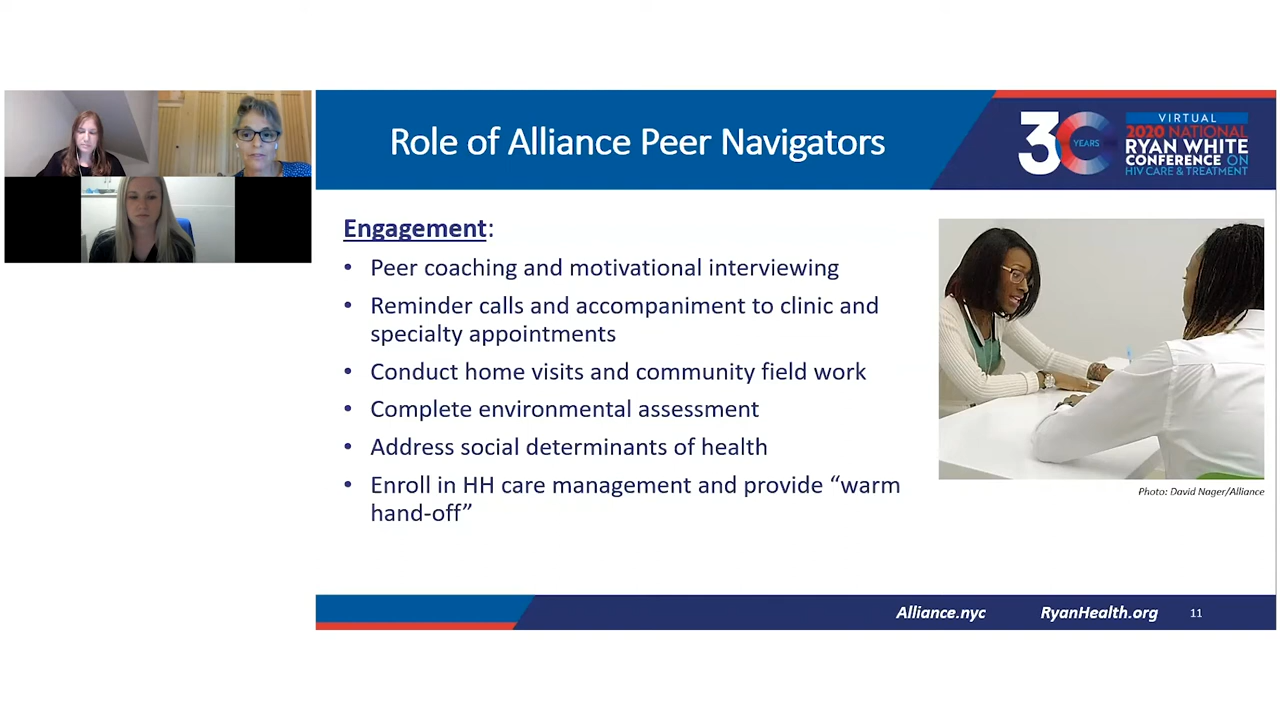 Role of Alliance Peer Navigators
30 YEARS
VIRTUAL
2020 NATIONAL
RYAN WHITE
CONFERENCE ON
HIV CARE & TREATMENT
Engagement:
• Peer coaching and motivational interviewing
• Reminder calls and accompaniment to clinic and
specialty appointments
• Conduct home visits and community field work
• Complete environmental assessment
• Address social determinants of health
• Enroll in HH care management and provide “warm
hand-off”
Photo: David Nager/Alliance
Alliance.nyc RyanHealth.org 11